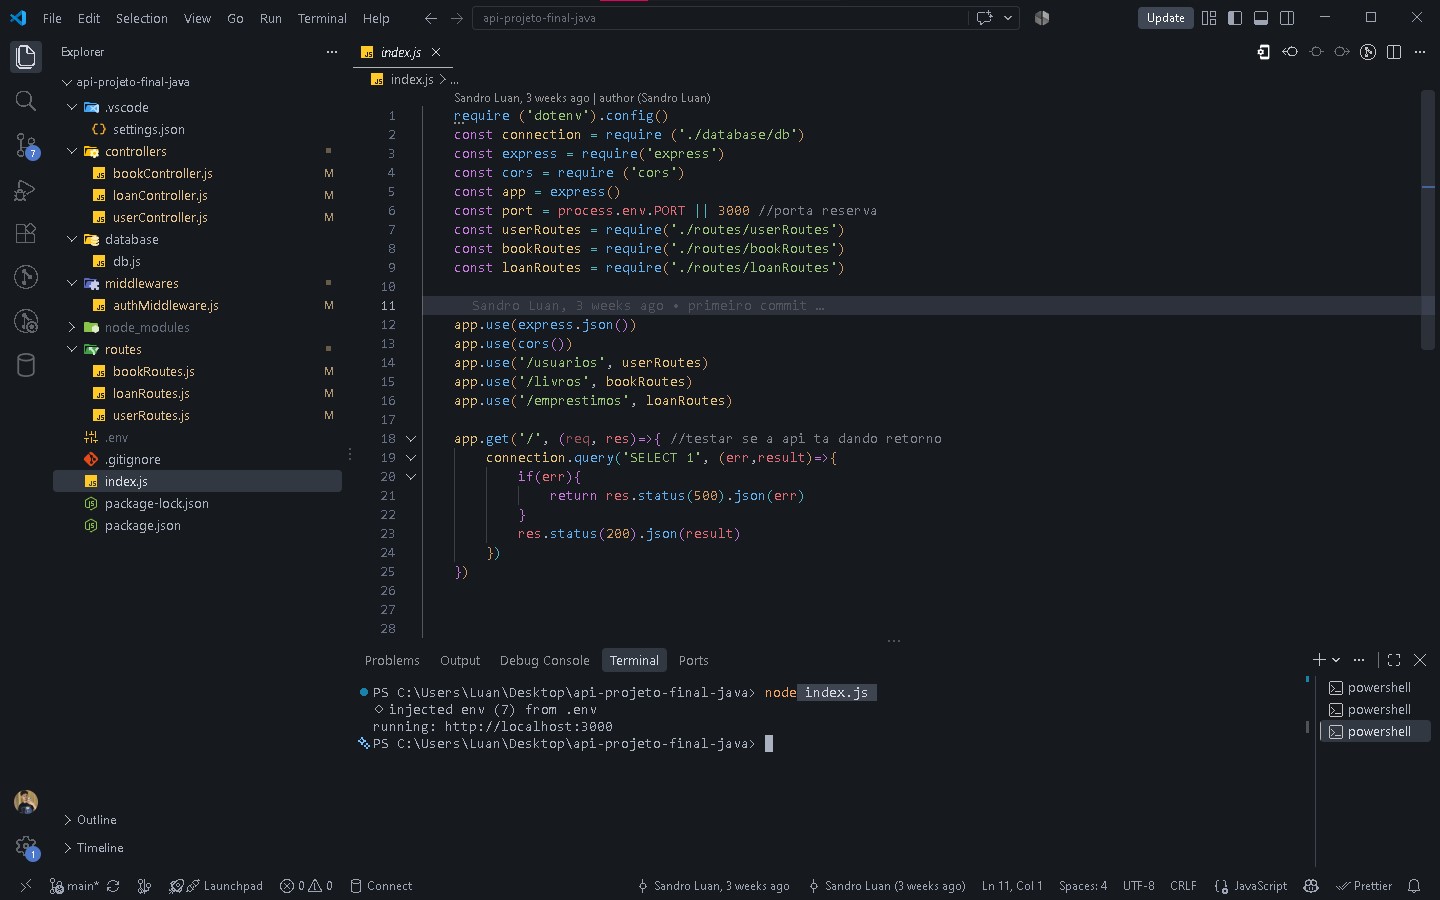 File Edit Selection View Go Run Terminal Help
api-projeto-final-java
Update
Explorer
api-projeto-final-java
.vscode
settings.json
controllers
bookController.js M
loanController.js M
userController.js M
database
db.js
middlewares
authMiddleware.js M
node_modules
routes
bookRoutes.js M
loanRoutes.js M
userRoutes.js M
.env
.gitignore
index.js
package-lock.json
package.json
Outline
Timeline
7
1
index.js
index.js > ...
Sandro Luan, 3 weeks ago | author (Sandro Luan)
1 require ('dotenv').config()
2 const connection = require ('./database/db')
3 const express = require('express')
4 const cors = require ('cors')
5 const app = express()
6 const port = process.env.PORT || 3000 //porta reserva
7 const userRoutes = require('./routes/userRoutes')
8 const bookRoutes = require('./routes/bookRoutes')
9 const loanRoutes = require('./routes/loanRoutes')
10
11 Sandro Luan, 3 weeks ago • primeiro commit …
12 app.use(express.json())
13 app.use(cors())
14 app.use('/usuarios', userRoutes)
15 app.use('/livros', bookRoutes)
16 app.use('/emprestimos', loanRoutes)
17
18 app.get('/', (req, res)=>{ //testar se a api ta dando retorno
19 connection.query('SELECT 1', (err,result)=>{
20 if(err){
21 return res.status(500).json(err)
22 }
23 res.status(200).json(result)
24 })
25 })
26
27
28
Problems Output Debug Console Terminal Ports
PS C:\Users\Luan\Desktop\api-projeto-final-java> node index.js
◇ injected env (7) from .env
running: http://localhost:3000
PS C:\Users\Luan\Desktop\api-projeto-final-java>
powershell
powershell
powershell
main* Launchpad 0 0 Connect Sandro Luan, 3 weeks ago Sandro Luan (3 weeks ago) Ln 11, Col 1 Spaces: 4 UTF-8 CRLF JavaScript Prettier